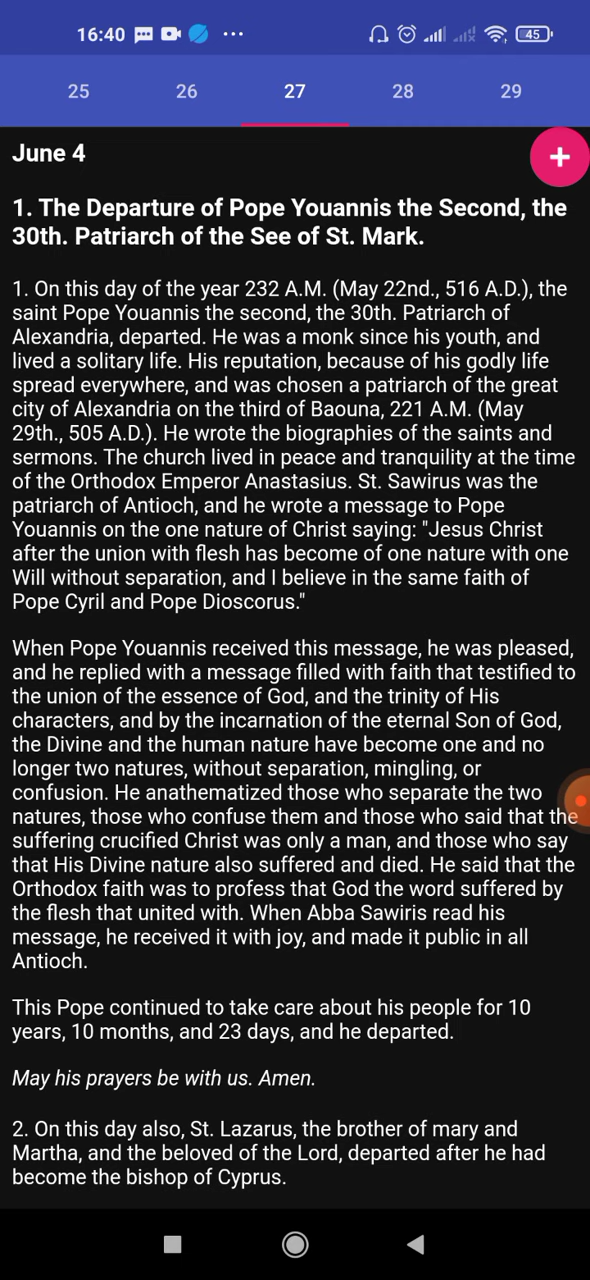 16:40
45
25 26 27 28 29
June 4
+
1. The Departure of Pope Youannis the Second, the
30th. Patriarch of the See of St. Mark.
1. On this day of the year 232 A.M. (May 22nd., 516 A.D.), the
saint Pope Youannis the second, the 30th. Patriarch of
Alexandria, departed. He was a monk since his youth, and
lived a solitary life. His reputation, because of his godly life
spread everywhere, and was chosen a patriarch of the great
city of Alexandria on the third of Baouna, 221 A.M. (May
29th., 505 A.D.). He wrote the biographies of the saints and
sermons. The church lived in peace and tranquility at the time
of the Orthodox Emperor Anastasius. St. Sawirus was the
patriarch of Antioch, and he wrote a message to Pope
Youannis on the one nature of Christ saying: "Jesus Christ
after the union with flesh has become of one nature with one
Will without separation, and I believe in the same faith of
Pope Cyril and Pope Dioscorus."
When Pope Youannis received this message, he was pleased,
and he replied with a message filled with faith that testified to
the union of the essence of God, and the trinity of His
characters, and by the incarnation of the eternal Son of God,
the Divine and the human nature have become one and no
longer two natures, without separation, mingling, or
confusion. He anathematized those who separate the two
natures, those who confuse them and those who said that the
suffering crucified Christ was only a man, and those who say
that His Divine nature also suffered and died. He said that the
Orthodox faith was to profess that God the word suffered by
the flesh that united with. When Abba Sawiris read his
message, he received it with joy, and made it public in all
Antioch.
This Pope continued to take care about his people for 10
years, 10 months, and 23 days, and he departed.
May his prayers be with us. Amen.
2. On this day also, St. Lazarus, the brother of mary and
Martha, and the beloved of the Lord, departed after he had
become the bishop of Cyprus.